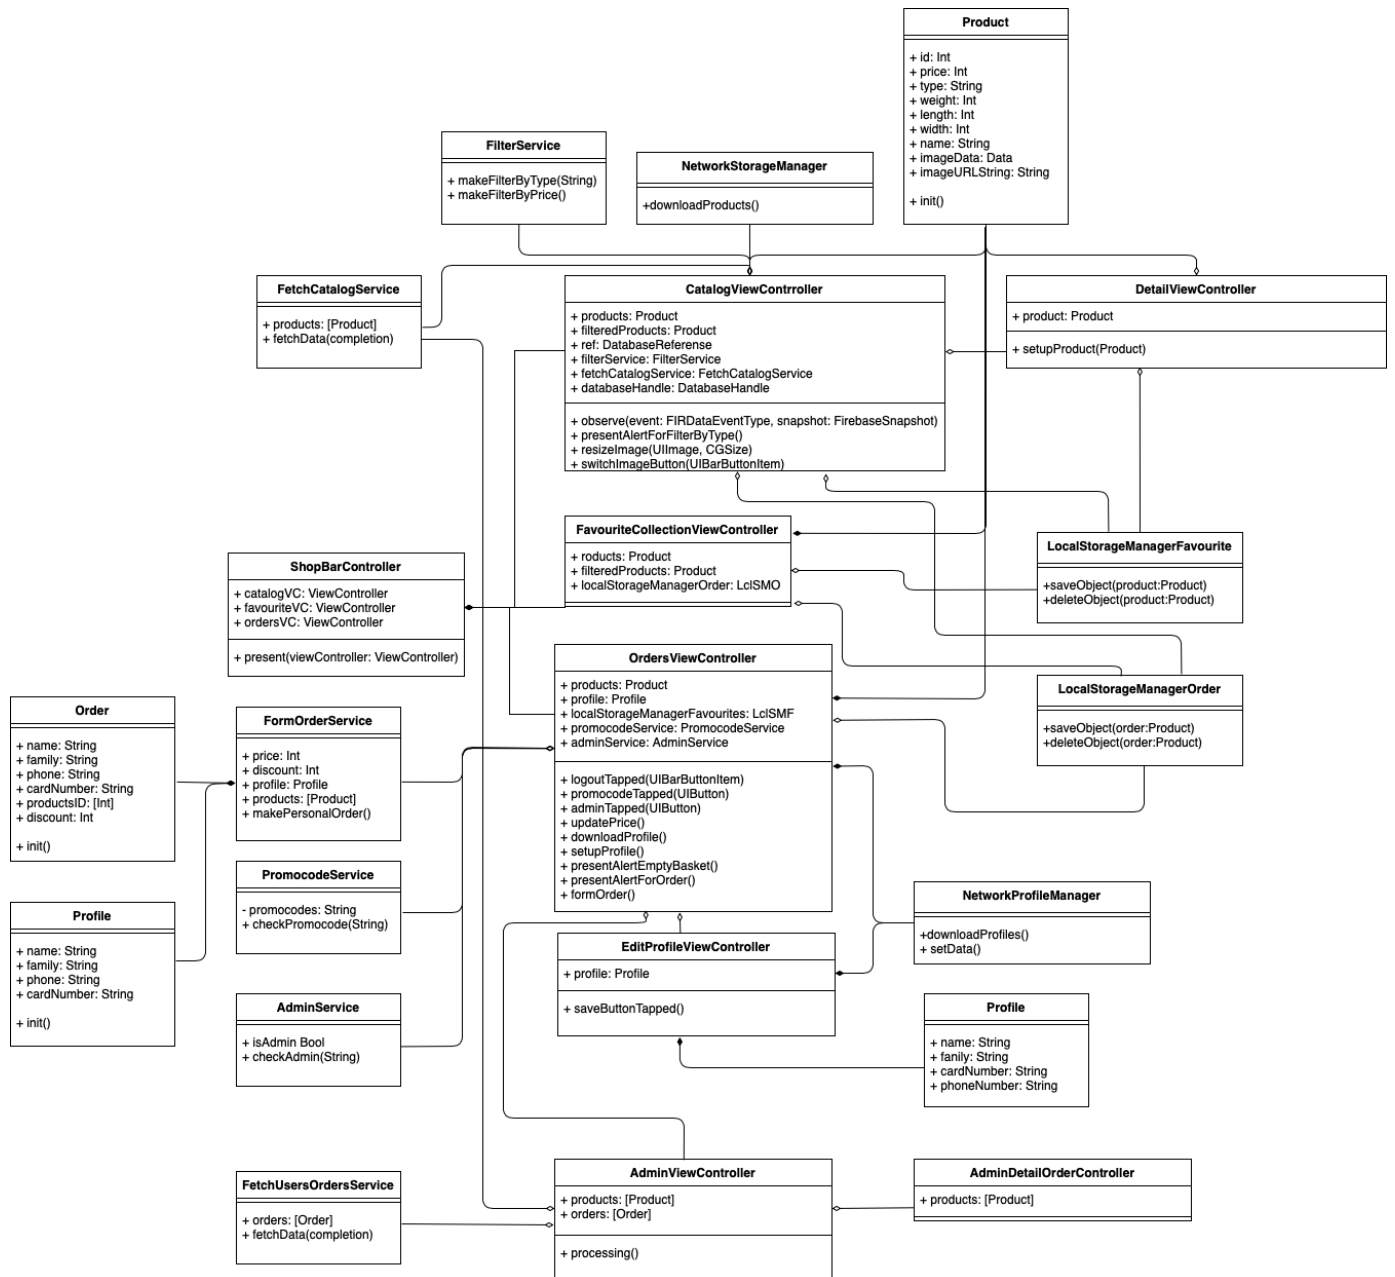 Product
+ id: Int
+ price: Int
+ type: String
+ weight: Int
+ length: Int
+ width: Int
+ name: String
+ imageData: Data
+ imageURLString: String
+ init()
FilterService
+ makeFilterByType(String)
+ makeFilterByPrice()
NetworkStorageManager
+downloadProducts()
FetchCatalogService
+ products: [Product]
+ fetchData(completion)
CatalogViewContrroller
+ products: Product
+ filteredProducts: Product
+ ref: DatabaseReferense
+ filterService: FilterService
+ fetchCatalogService: FetchCatalogService
+ databaseHandle: DatabaseHandle
+ observe(event: FIRDataEventType, snapshot: FirebaseSnapshot)
+ presentAlertForFilterByType()
+ resizeImage(UIImage, CGSize)
+ switchImageButton(UIBarButtonItem)
DetailViewController
+ product: Product
+ setupProduct(Product)
FavouriteCollectionViewController
+ roducts: Product
+ filteredProducts: Product
+ localStorageManagerOrder: LclSMO
LocalStorageManagerFavourite
+saveObject(product:Product)
+deleteObject(product:Product)
ShopBarController
+ catalogVC: ViewController
+ favouriteVC: ViewController
+ ordersVC: ViewController
+ present(viewController: ViewController)
OrdersViewController
+ products: Product
+ profile: Profile
+ localStorageManagerFavourites: LclSMF
+ promocodeService: PromocodeService
+ adminService: AdminService
+ logoutTapped(UIBarButtonItem)
+ promocodeTapped(UIButton)
+ adminTapped(UIButton)
+ updatePrice()
+ downloadProfile()
+ setupProfile()
+ presentAlertEmptyBasket()
+ presentAlertForOrder()
+ formOrder()
LocalStorageManagerOrder
+saveObject(order:Product)
+deleteObject(order:Product)
Order
+ name: String
+ family: String
+ phone: String
+ cardNumber: String
+ productsID: [Int]
+ discount: Int
+ init()
FormOrderService
+ price: Int
+ discount: Int
+ profile: Profile
+ products: [Product]
+ makePersonalOrder()
PromocodeService
- promocodes: String
+ checkPromocode(String)
Profile
+ name: String
+ family: String
+ phone: String
+ cardNumber: String
+ init()
NetworkProfileManager
+downloadProfiles()
+ setData()
EditProfileViewController
+ profile: Profile
+ saveButtonTapped()
AdminService
+ isAdmin Bool
+ checkAdmin(String)
Profile
+ name: String
+ fanily: String
+ cardNumber: String
+ phoneNumber: String
FetchUsersOrdersService
+ orders: [Order]
+ fetchData(completion)
AdminViewController
+ products: [Product]
+ orders: [Order]
+ processing()
AdminDetailOrderController
+ products: [Product]